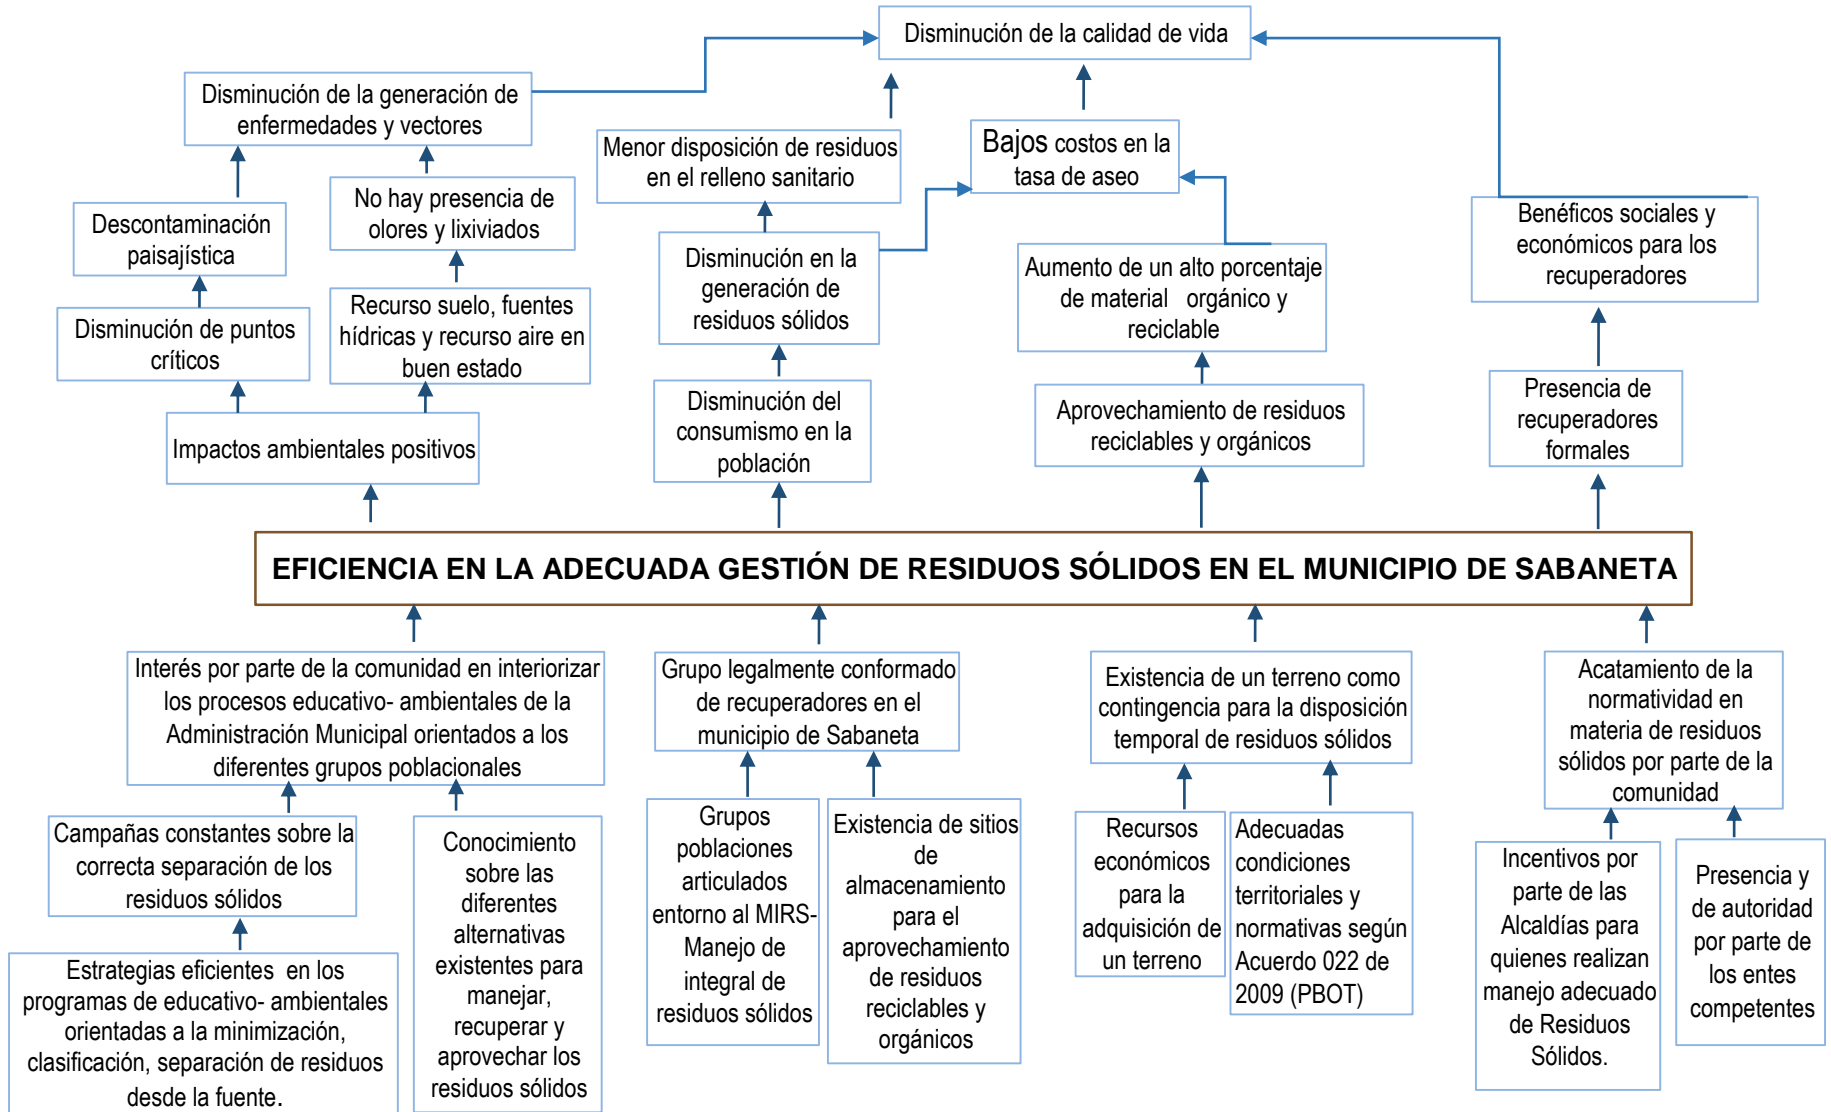 Disminución de la calidad de vida
Disminución de la generación de
enfermedades y vectores
Menor disposición de residuos
en el relleno sanitario
Bajos costos en la
tasa de aseo
No hay presencia de
olores y lixiviados
Descontaminación
paisajística
Benéficos sociales y
económicos para los
recuperadores
Disminución en la
generación de
residuos sólidos
Aumento de un alto porcentaje
de material orgánico y
reciclable
Recurso suelo, fuentes
hídricas y recurso aire en
buen estado
Disminución de puntos
críticos
Disminución del
consumismo en la
población
Aprovechamiento de residuos
reciclables y orgánicos
Presencia de
recuperadores
formales
Impactos ambientales positivos
EFICIENCIA EN LA ADECUADA GESTIÓN DE RESIDUOS SÓLIDOS EN EL MUNICIPIO DE SABANETA
Interés por parte de la comunidad en interiorizar
los procesos educativo- ambientales de la
Administración Municipal orientados a los
diferentes grupos poblacionales
Grupo legalmente conformado
de recuperadores en el
municipio de Sabaneta
Existencia de un terreno como
contingencia para la disposición
temporal de residuos sólidos
Acatamiento de la
normatividad en
materia de residuos
sólidos por parte de la
comunidad
Campañas constantes sobre la
correcta separación de los
residuos sólidos
Conocimiento
sobre las
diferentes
alternativas
existentes para
manejar,
recuperar y
aprovechar los
residuos sólidos
Grupos
poblaciones
articulados
entorno al MIRS-
Manejo de
integral de
residuos sólidos
Existencia de sitios
de
almacenamiento
para el
aprovechamiento
de residuos
reciclables y
orgánicos
Recursos
económicos
para la
adquisición de
un terreno
Adecuadas
condiciones
territoriales y
normativas según
Acuerdo 022 de
2009 (PBOT)
Incentivos por
parte de las
Alcaldías para
quienes realizan
manejo adecuado
de Residuos
Sólidos.
Presencia y
de autoridad
por parte de
los entes
competentes
Estrategias eficientes en los
programas de educativo- ambientales
orientadas a la minimización,
clasificación, separación de residuos
desde la fuente.